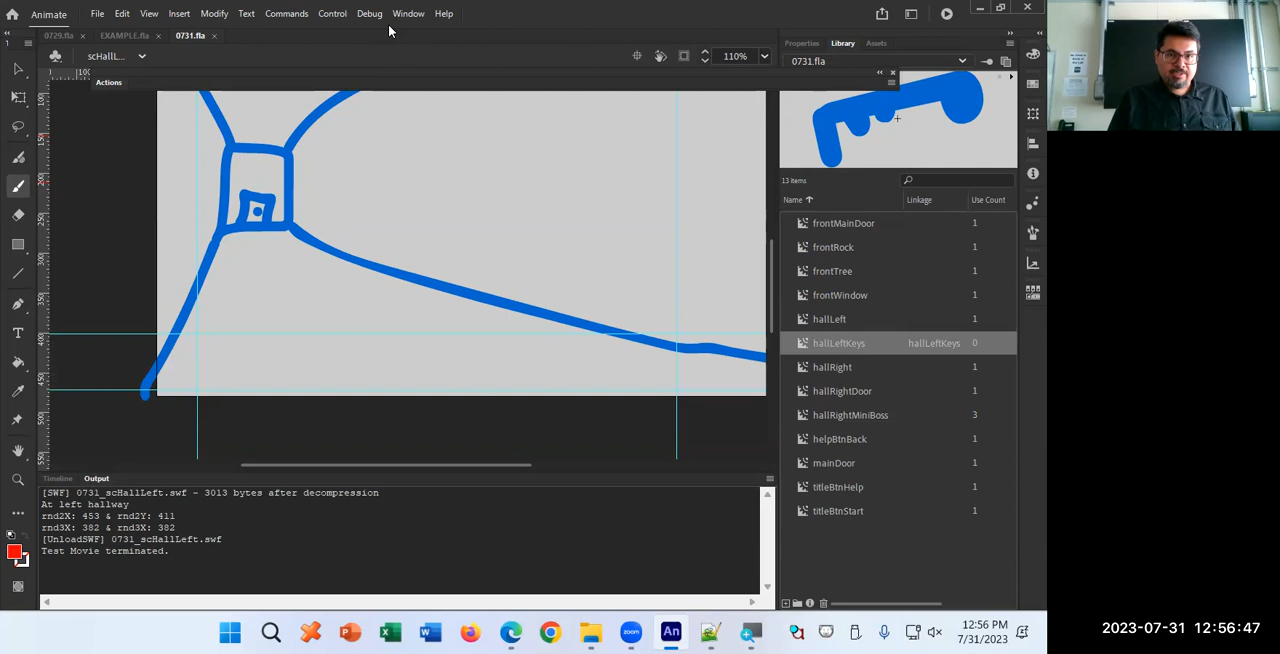 Animate File Edit View Insert Modify Text Commands Control Debug Window Help
0729.fla × EXAMPLE.fla × 0731.fla ×
scHallL... 110%
Actions
Properties Library Assets
0731.fla
13 items
Name Linkage Use Count
frontMainDoor 1
frontRock 1
frontTree 1
frontWindow 1
hallLeft 1
hallLeftKeys hallLeftKeys 0
hallRight 1
hallRightDoor 1
hallRightMiniBoss 3
helpBtnBack 1
mainDoor 1
titleBtnHelp 1
titleBtnStart 1
Timeline Output
[SWF] 0731_scHallLeft.swf - 3013 bytes after decompression
At left hallway
rnd2X: 453 & rnd2Y: 411
rnd3X: 382 & rnd3X: 382
[UnloadSWF] 0731_scHallLeft.swf
Test Movie terminated.
12:56 PM
7/31/2023
2023-07-31 12:56:47